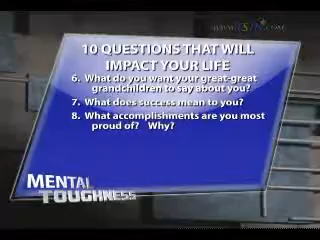 10 QUESTIONS THAT WILL
IMPACT YOUR LIFE
6. What do you want your great-great
grandchildren to say about you?
7. What does success mean to you?
8. What accomplishments are you most
proud of? Why?
MENTAL
TOUGHNESS